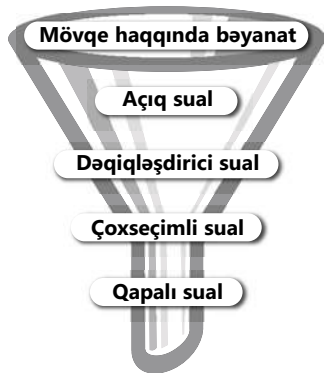 Mövqe haqqında bəyanat
Açıq sual
Dəqiqləşdirici sual
Çoxseçimli sual
Qapalı sual